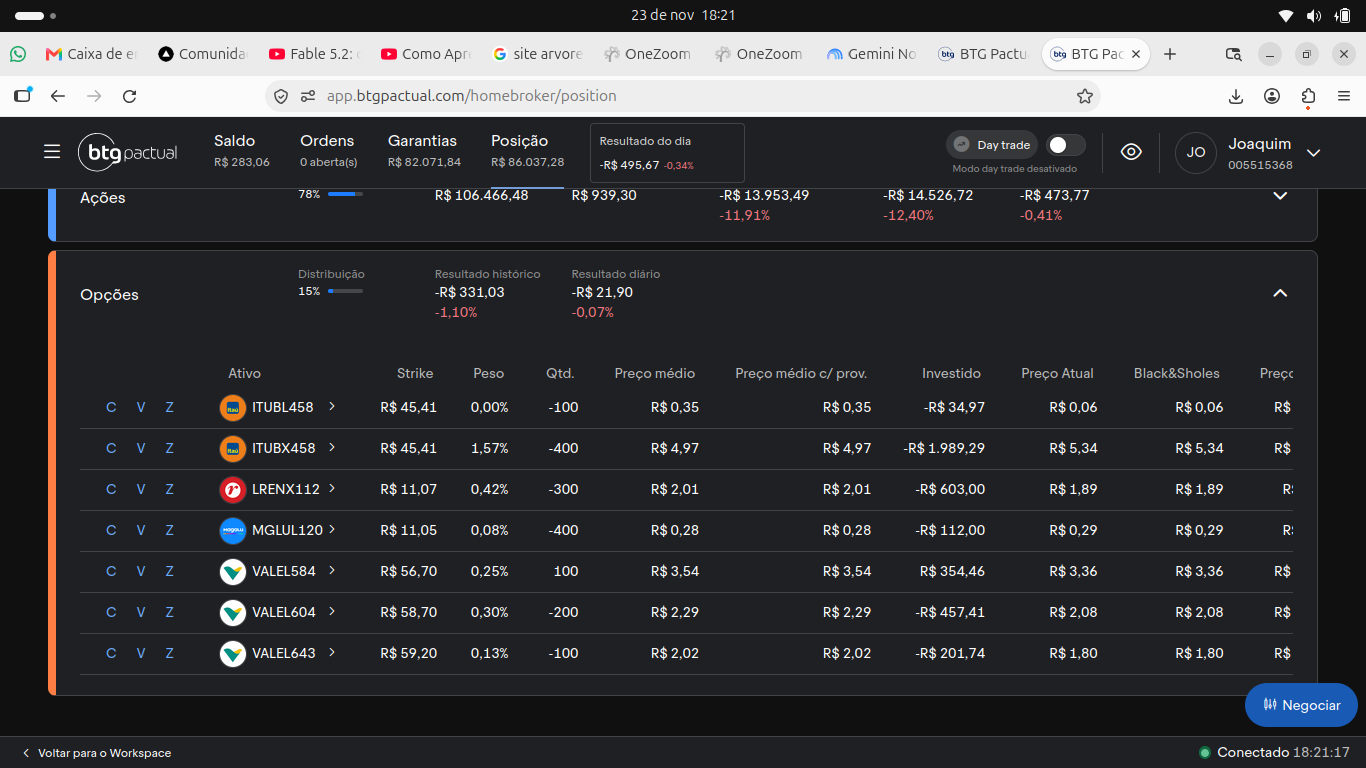 23 de nov 18:21
Caixa de e
Comunida
Fable 5.2:
Como Apre
site arvore
OneZoom
OneZoom
Gemini No
BTG Pactu
BTG Pac
app.btgpactual.com/homebroker/position
btg pactual
Saldo
R$ 283,06
Ordens
0 aberta(s)
Garantias
R$ 82.071,84
Posição
R$ 86.037,28
Resultado do dia
-R$ 495,67 -0,34%
Day trade
Modo day trade desativado
JO
Joaquim
005515368
Ações
78%
R$ 106.466,48
R$ 939,30
-R$ 13.953,49
-11,91%
-R$ 14.526,72
-12,40%
-R$ 473,77
-0,41%
Opções
Distribuição
15%
Resultado histórico
-R$ 331,03
-1,10%
Resultado diário
-R$ 21,90
-0,07%
Ativo Strike Peso Qtd. Preço médio Preço médio c/ prov. Investido Preço Atual Black&Sholes Preço
C V Z ITUBL458 R$ 45,41 0,00% -100 R$ 0,35 R$ 0,35 -R$ 34,97 R$ 0,06 R$ 0,06 R$
C V Z ITUBX458 R$ 45,41 1,57% -400 R$ 4,97 R$ 4,97 -R$ 1.989,29 R$ 5,34 R$ 5,34 R$
C V Z LRENX112 R$ 11,07 0,42% -300 R$ 2,01 R$ 2,01 -R$ 603,00 R$ 1,89 R$ 1,89 R$
C V Z MGLUL120 R$ 11,05 0,08% -400 R$ 0,28 R$ 0,28 -R$ 112,00 R$ 0,29 R$ 0,29 R$
C V Z VALEL584 R$ 56,70 0,25% 100 R$ 3,54 R$ 3,54 R$ 354,46 R$ 3,36 R$ 3,36 R$
C V Z VALEL604 R$ 58,70 0,30% -200 R$ 2,29 R$ 2,29 -R$ 457,41 R$ 2,08 R$ 2,08 R$
C V Z VALEL643 R$ 59,20 0,13% -100 R$ 2,02 R$ 2,02 -R$ 201,74 R$ 1,80 R$ 1,80 R$
Negociar
Voltar para o Workspace
Conectado 18:21:17